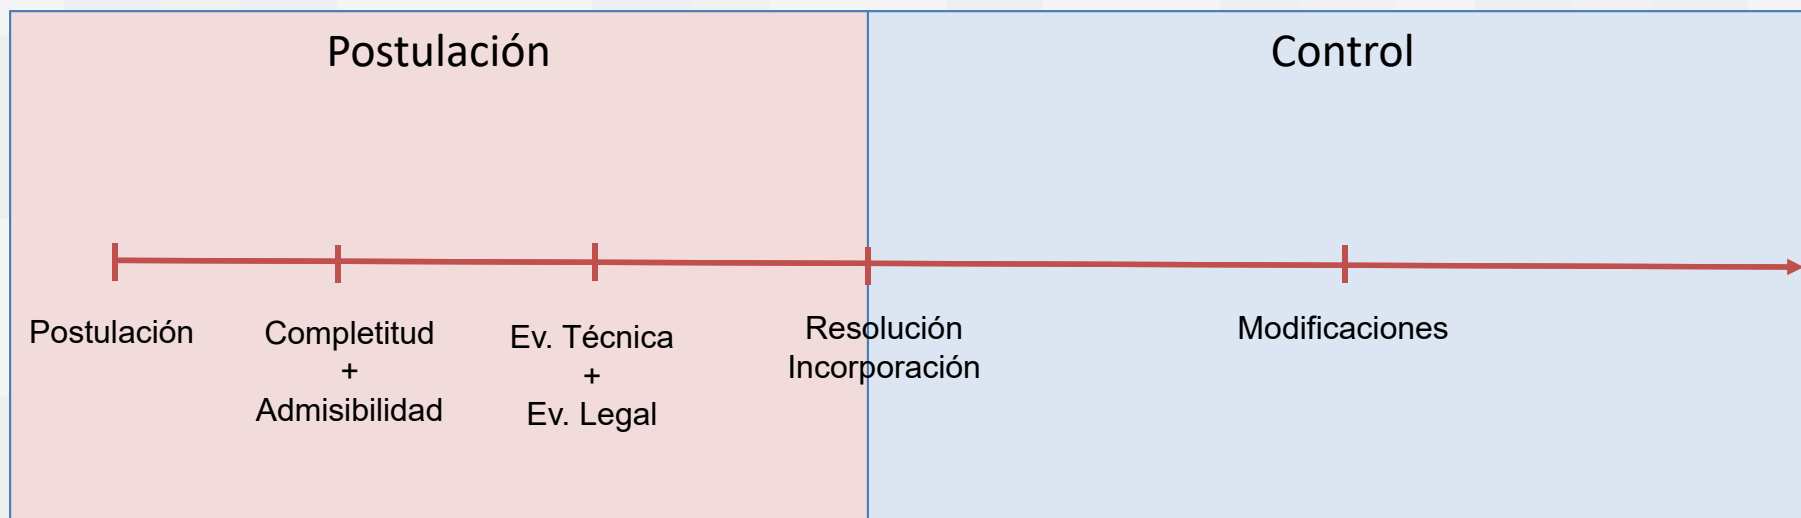 Postulación
Control
Postulación
Completitud
+
Admisibilidad
Ev. Técnica
+
Ev. Legal
Resolución
Incorporación
Modificaciones